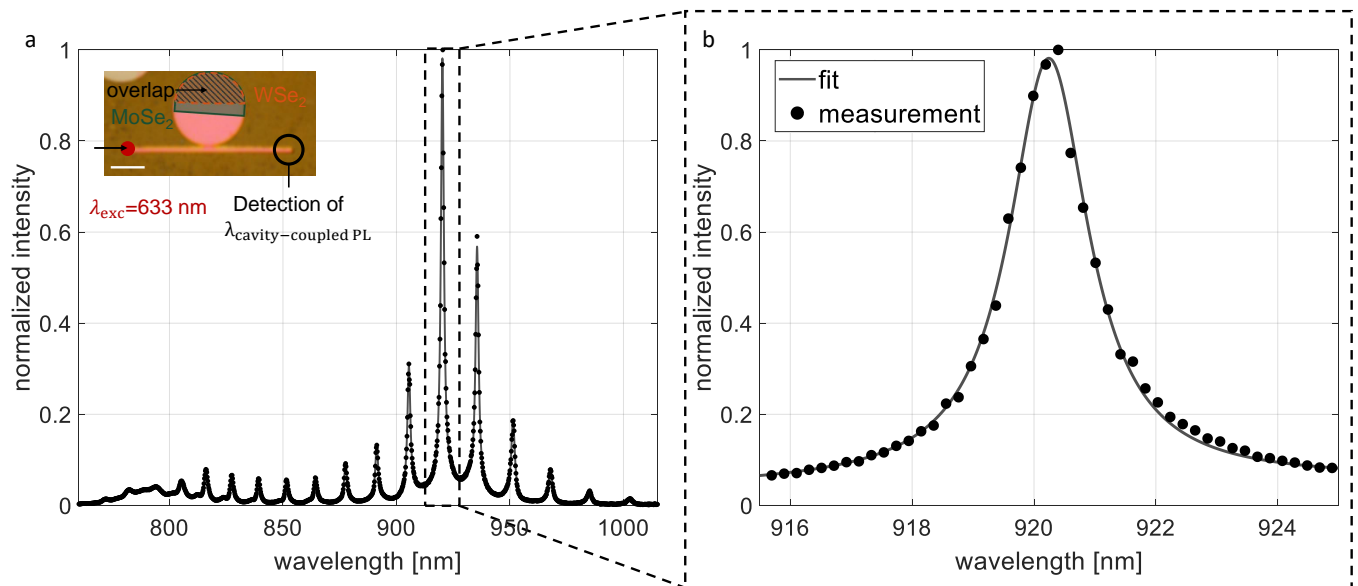 a
1
0.8
0.6
0.4
0.2
0
normalized intensity
800
850
900
950
1000
wavelength [nm]
overlap
WSe₂
MoSe₂
λexc=633 nm
Detection of
λcavity−coupled PL
b
1
0.8
0.6
0.4
0.2
0
normalized intensity
916
918
920
922
924
wavelength [nm]
fit
measurement